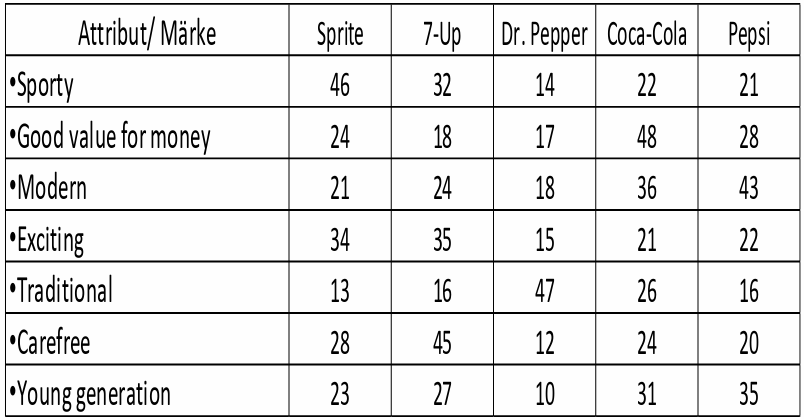 Attribut/ Märke Sprite 7-Up Dr. Pepper Coca-Cola Pepsi
•Sporty 46 32 14 22 21
•Good value for money 24 18 17 48 28
•Modern 21 24 18 36 43
•Exciting 34 35 15 21 22
•Traditional 13 16 47 26 16
•Carefree 28 45 12 24 20
•Young generation 23 27 10 31 35